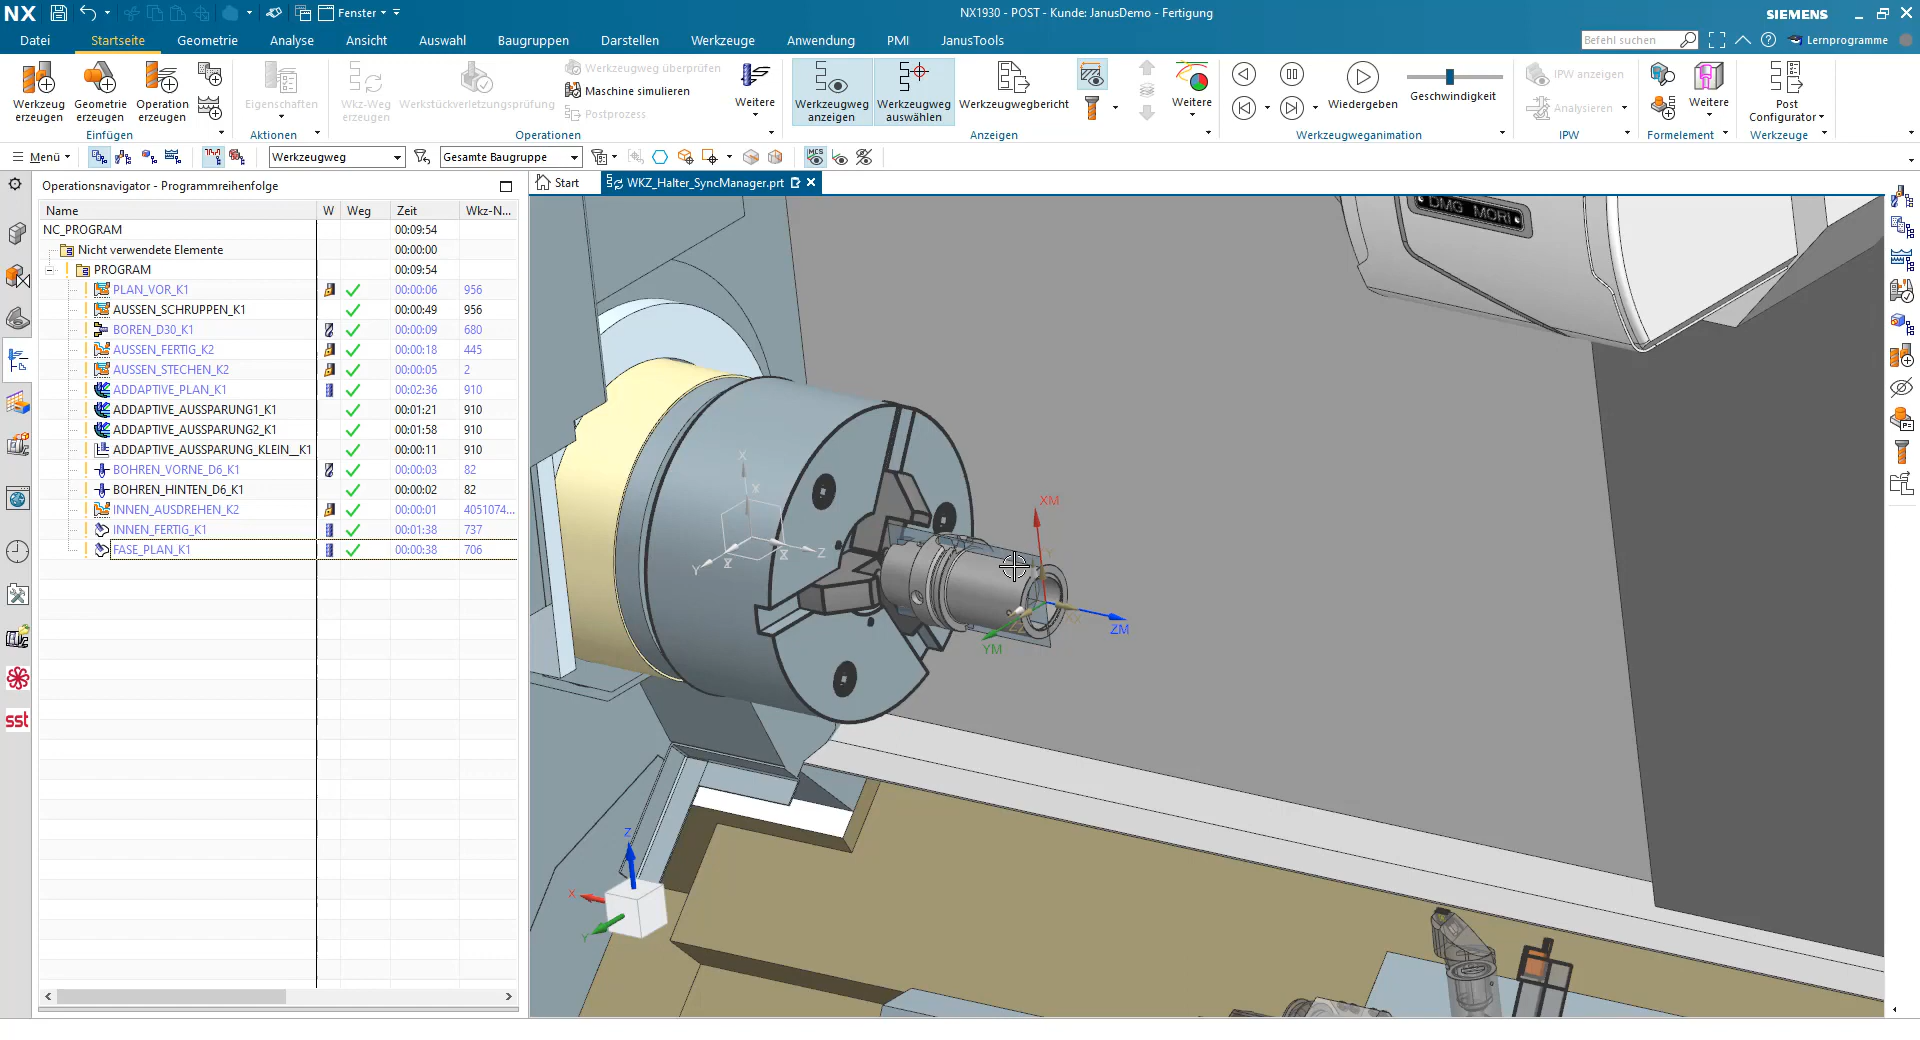 NX
Fenster
NX1930 - POST - Kunde: JanusDemo - Fertigung
SIEMENS
Datei
Startseite
Geometrie
Analyse
Ansicht
Auswahl
Baugruppen
Darstellen
Werkzeuge
Anwendung
PMI
JanusTools
Befehl suchen
Lernprogramme
Werkzeug erzeugen
Geometrie erzeugen
Operation erzeugen
Eigenschaften
Wkz-Weg erzeugen
Werkstückverletzungsprüfung
Werkzeugweg überprüfen
Maschine simulieren
Postprozess
Weitere
Werkzeugweg anzeigen
Werkzeugweg auswählen
Werkzeugwegbericht
Weitere
Wiedergeben
Geschwindigkeit
IPW anzeigen
Analysieren
Weitere
Post Configurator
Einfügen
Aktionen
Operationen
Anzeigen
Werkzeugweganimation
IPW
Formelement
Werkzeuge
Menü
Werkzeugweg
Gesamte Baugruppe
MCS
Operationsnavigator - Programmreihenfolge
Start
WKZ_Halter_SyncManager.prt
Name W Weg Zeit Wkz-N...
NC_PROGRAM 00:09:54
Nicht verwendete Elemente 00:00:00
PROGRAM 00:09:54
PLAN_VOR_K1 00:00:06 956
AUSSEN_SCHRUPPEN_K1 00:00:49 956
BOREN_D30_K1 00:00:09 680
AUSSEN_FERTIG_K2 00:00:18 445
AUSSEN_STECHEN_K2 00:00:05 2
ADDAPTIVE_PLAN_K1 00:02:36 910
ADDAPTIVE_AUSSPARUNG1_K1 00:01:21 910
ADDAPTIVE_AUSSPARUNG2_K1 00:01:58 910
ADDAPTIVE_AUSSPARUNG_KLEIN__K1 00:00:11 910
BOHREN_VORNE_D6_K1 00:00:03 82
BOHREN_HINTEN_D6_K1 00:00:02 82
INNEN_AUSDREHEN_K2 00:00:01 4051074...
INNEN_FERTIG_K1 00:01:38 737
FASE_PLAN_K1 00:00:38 706
sst
DMG MORI
X
X
Y
Z
XM
YM
ZM
Z
X
Y